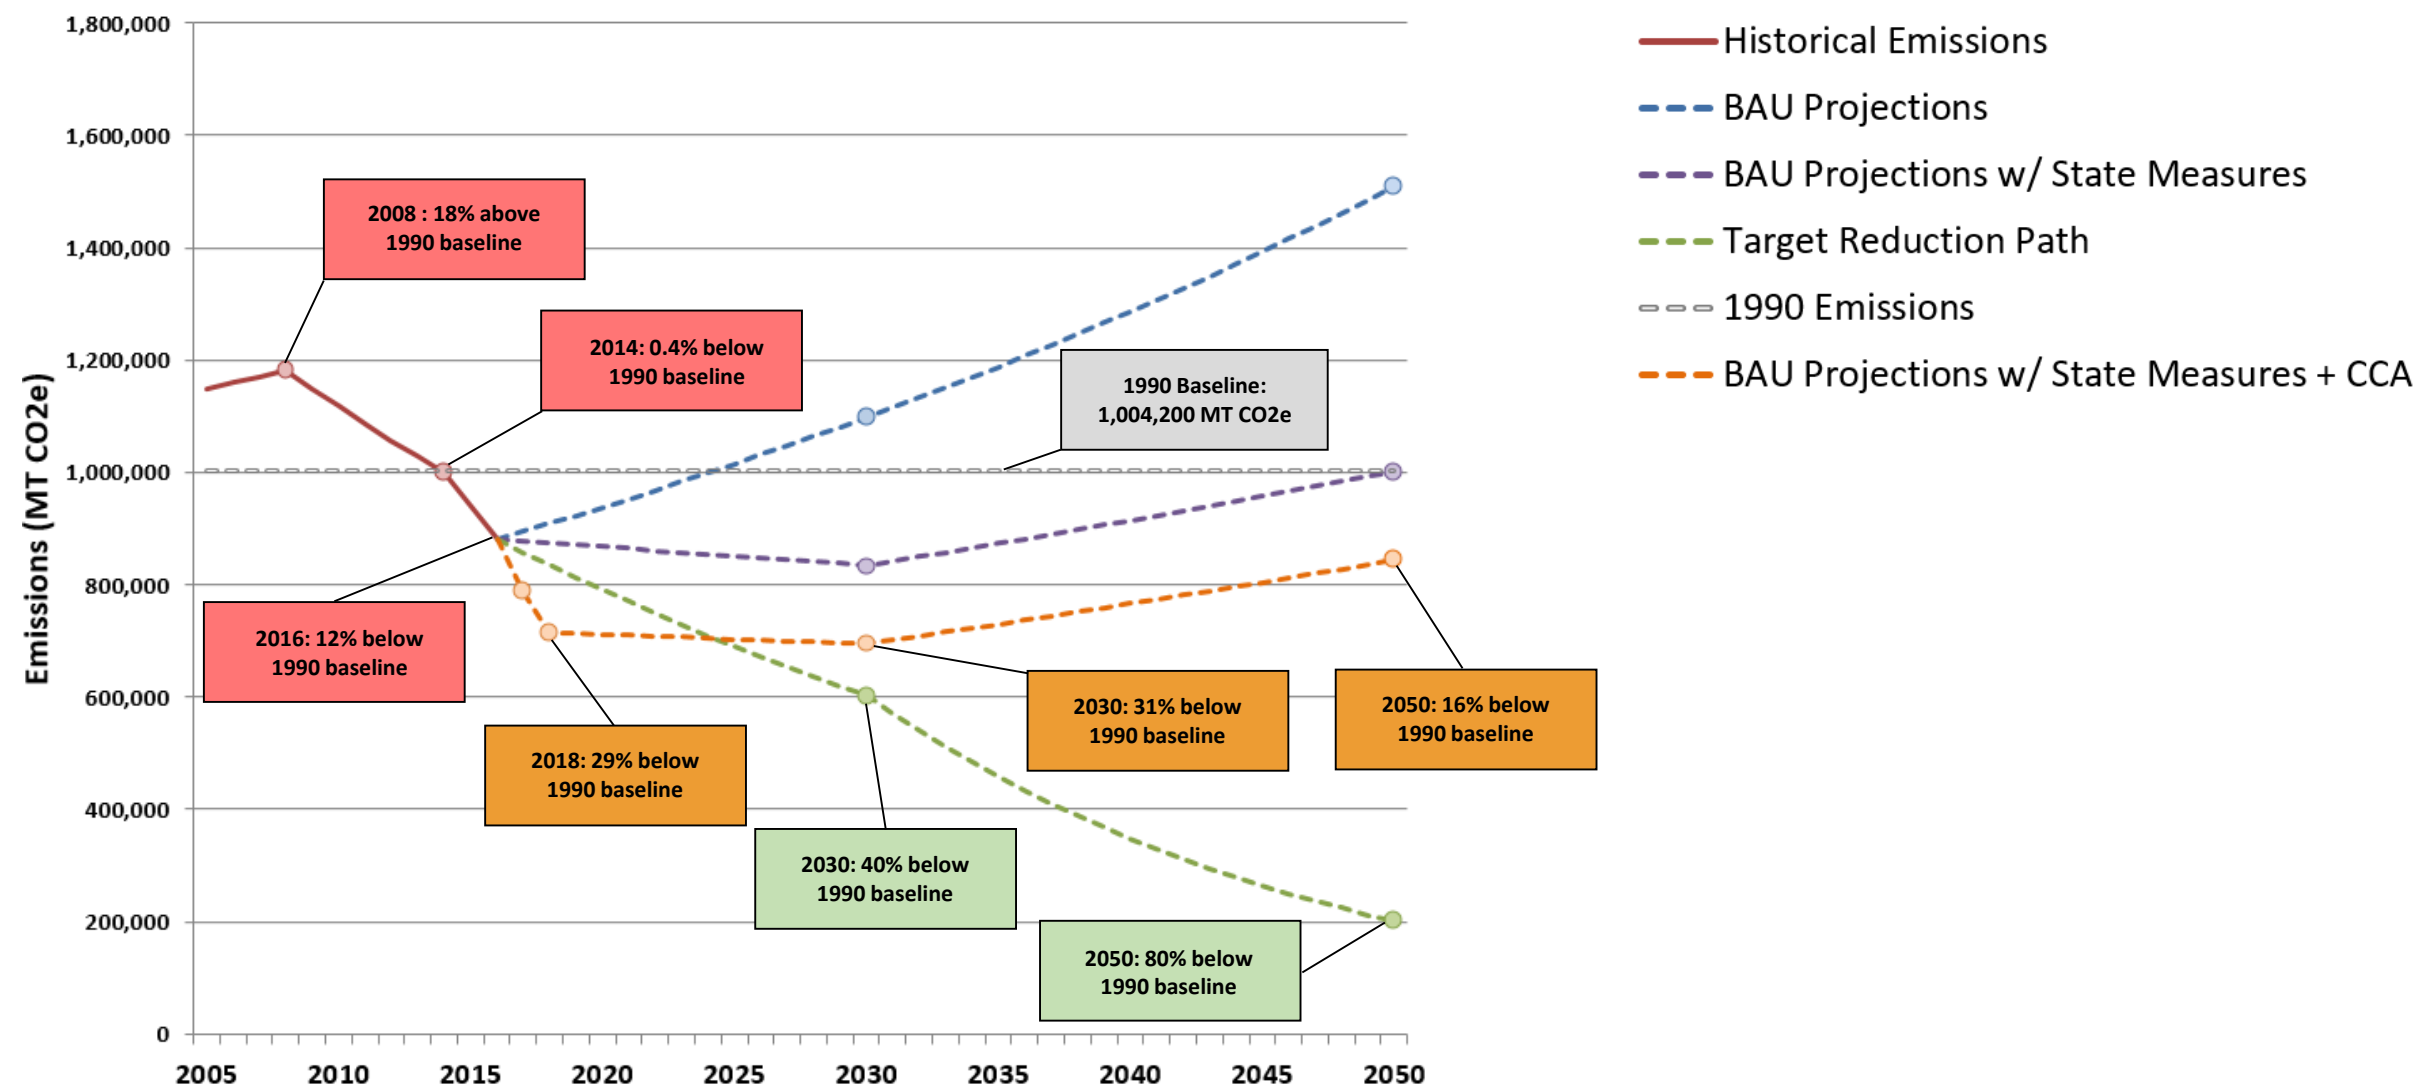 1,800,000
1,600,000
1,400,000
1,200,000
1,000,000
800,000
600,000
400,000
200,000
0
Emissions (MT CO2e)
2005 2010 2015 2020 2025 2030 2035 2040 2045 2050
2008 : 18% above
1990 baseline
2014: 0.4% below
1990 baseline
1990 Baseline:
1,004,200 MT CO2e
2016: 12% below
1990 baseline
2018: 29% below
1990 baseline
2030: 31% below
1990 baseline
2050: 16% below
1990 baseline
2030: 40% below
1990 baseline
2050: 80% below
1990 baseline
Historical Emissions
BAU Projections
BAU Projections w/ State Measures
Target Reduction Path
1990 Emissions
BAU Projections w/ State Measures + CCA